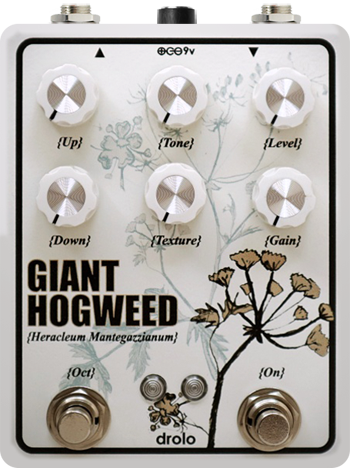 9v
{Up} {Tone} {Level}
{Down} {Texture} {Gain}
GIANT
HOGWEED
{Heracleum Mantegazzianum}
{Oct} {On}
drolo